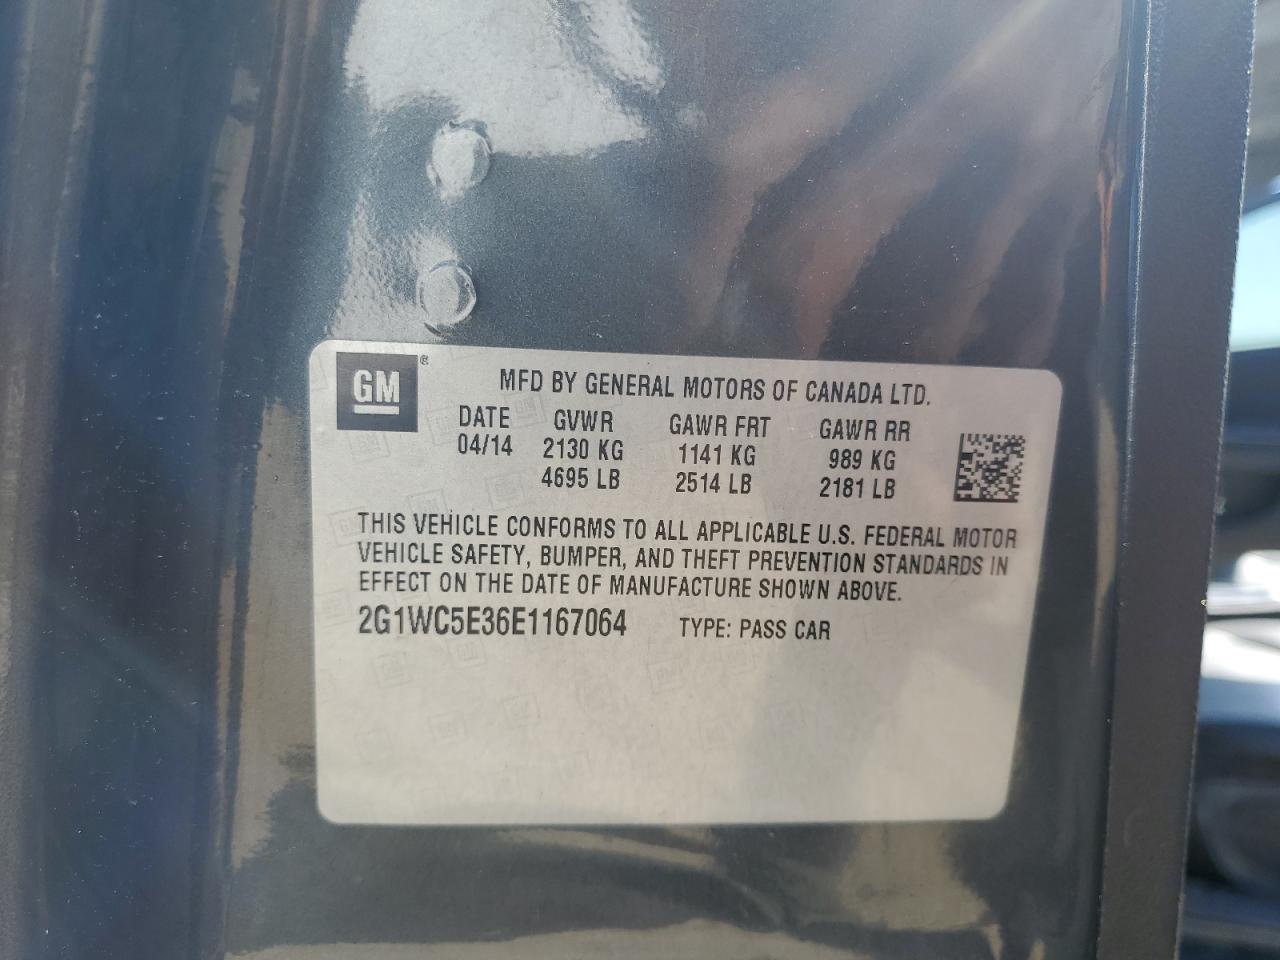 GM®
MFD BY GENERAL MOTORS OF CANADA LTD.
DATE GVWR GAWR FRT GAWR RR
04/14 2130 KG 1141 KG 989 KG
4695 LB 2514 LB 2181 LB
THIS VEHICLE CONFORMS TO ALL APPLICABLE U.S. FEDERAL MOTOR
VEHICLE SAFETY, BUMPER, AND THEFT PREVENTION STANDARDS IN
EFFECT ON THE DATE OF MANUFACTURE SHOWN ABOVE.
2G1WC5E36E1167064 TYPE: PASS CAR